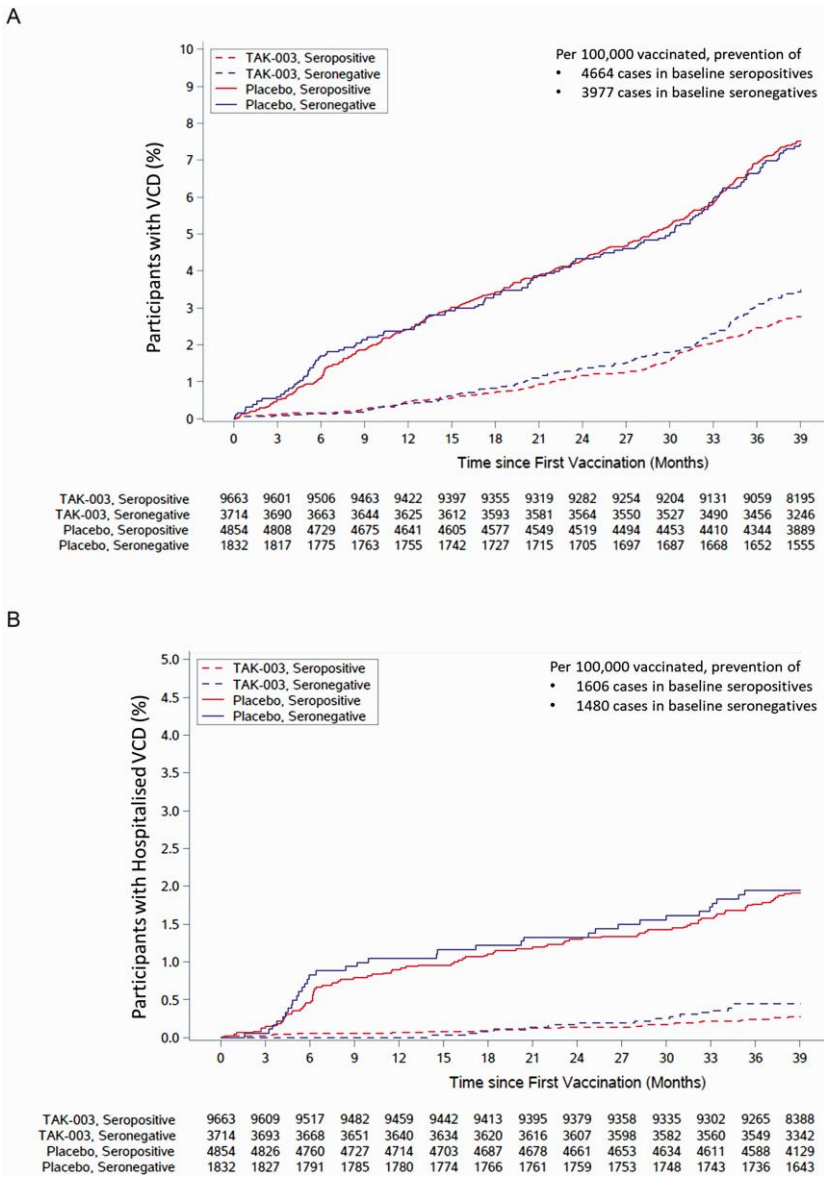 A
TAK-003, Seropositive
TAK-003, Seronegative
Placebo, Seropositive
Placebo, Seronegative
Per 100,000 vaccinated, prevention of
• 4664 cases in baseline seropositives
• 3977 cases in baseline seronegatives
Participants with VCD (%)
10
9
8
7
6
5
4
3
2
1
0
0 3 6 9 12 15 18 21 24 27 30 33 36 39
Time since First Vaccination (Months)
TAK-003, Seropositive 9663 9601 9506 9463 9422 9397 9355 9319 9282 9254 9204 9131 9059 8195
TAK-003, Seronegative 3714 3690 3663 3644 3625 3612 3593 3581 3564 3550 3527 3490 3456 3246
Placebo, Seropositive 4854 4808 4729 4675 4641 4605 4577 4549 4519 4494 4453 4410 4344 3889
Placebo, Seronegative 1832 1817 1775 1763 1755 1742 1727 1715 1705 1697 1687 1668 1652 1555
B
TAK-003, Seropositive
TAK-003, Seronegative
Placebo, Seropositive
Placebo, Seronegative
Per 100,000 vaccinated, prevention of
• 1606 cases in baseline seropositives
• 1480 cases in baseline seronegatives
Participants with Hospitalised VCD (%)
5.0
4.5
4.0
3.5
3.0
2.5
2.0
1.5
1.0
0.5
0.0
0 3 6 9 12 15 18 21 24 27 30 33 36 39
Time since First Vaccination (Months)
TAK-003, Seropositive 9663 9609 9517 9482 9459 9442 9413 9395 9379 9358 9335 9302 9265 8388
TAK-003, Seronegative 3714 3693 3668 3651 3640 3634 3620 3616 3607 3598 3582 3560 3549 3342
Placebo, Seropositive 4854 4826 4760 4727 4714 4703 4687 4678 4661 4653 4634 4611 4588 4129
Placebo, Seronegative 1832 1827 1791 1785 1780 1774 1766 1761 1759 1753 1748 1743 1736 1643